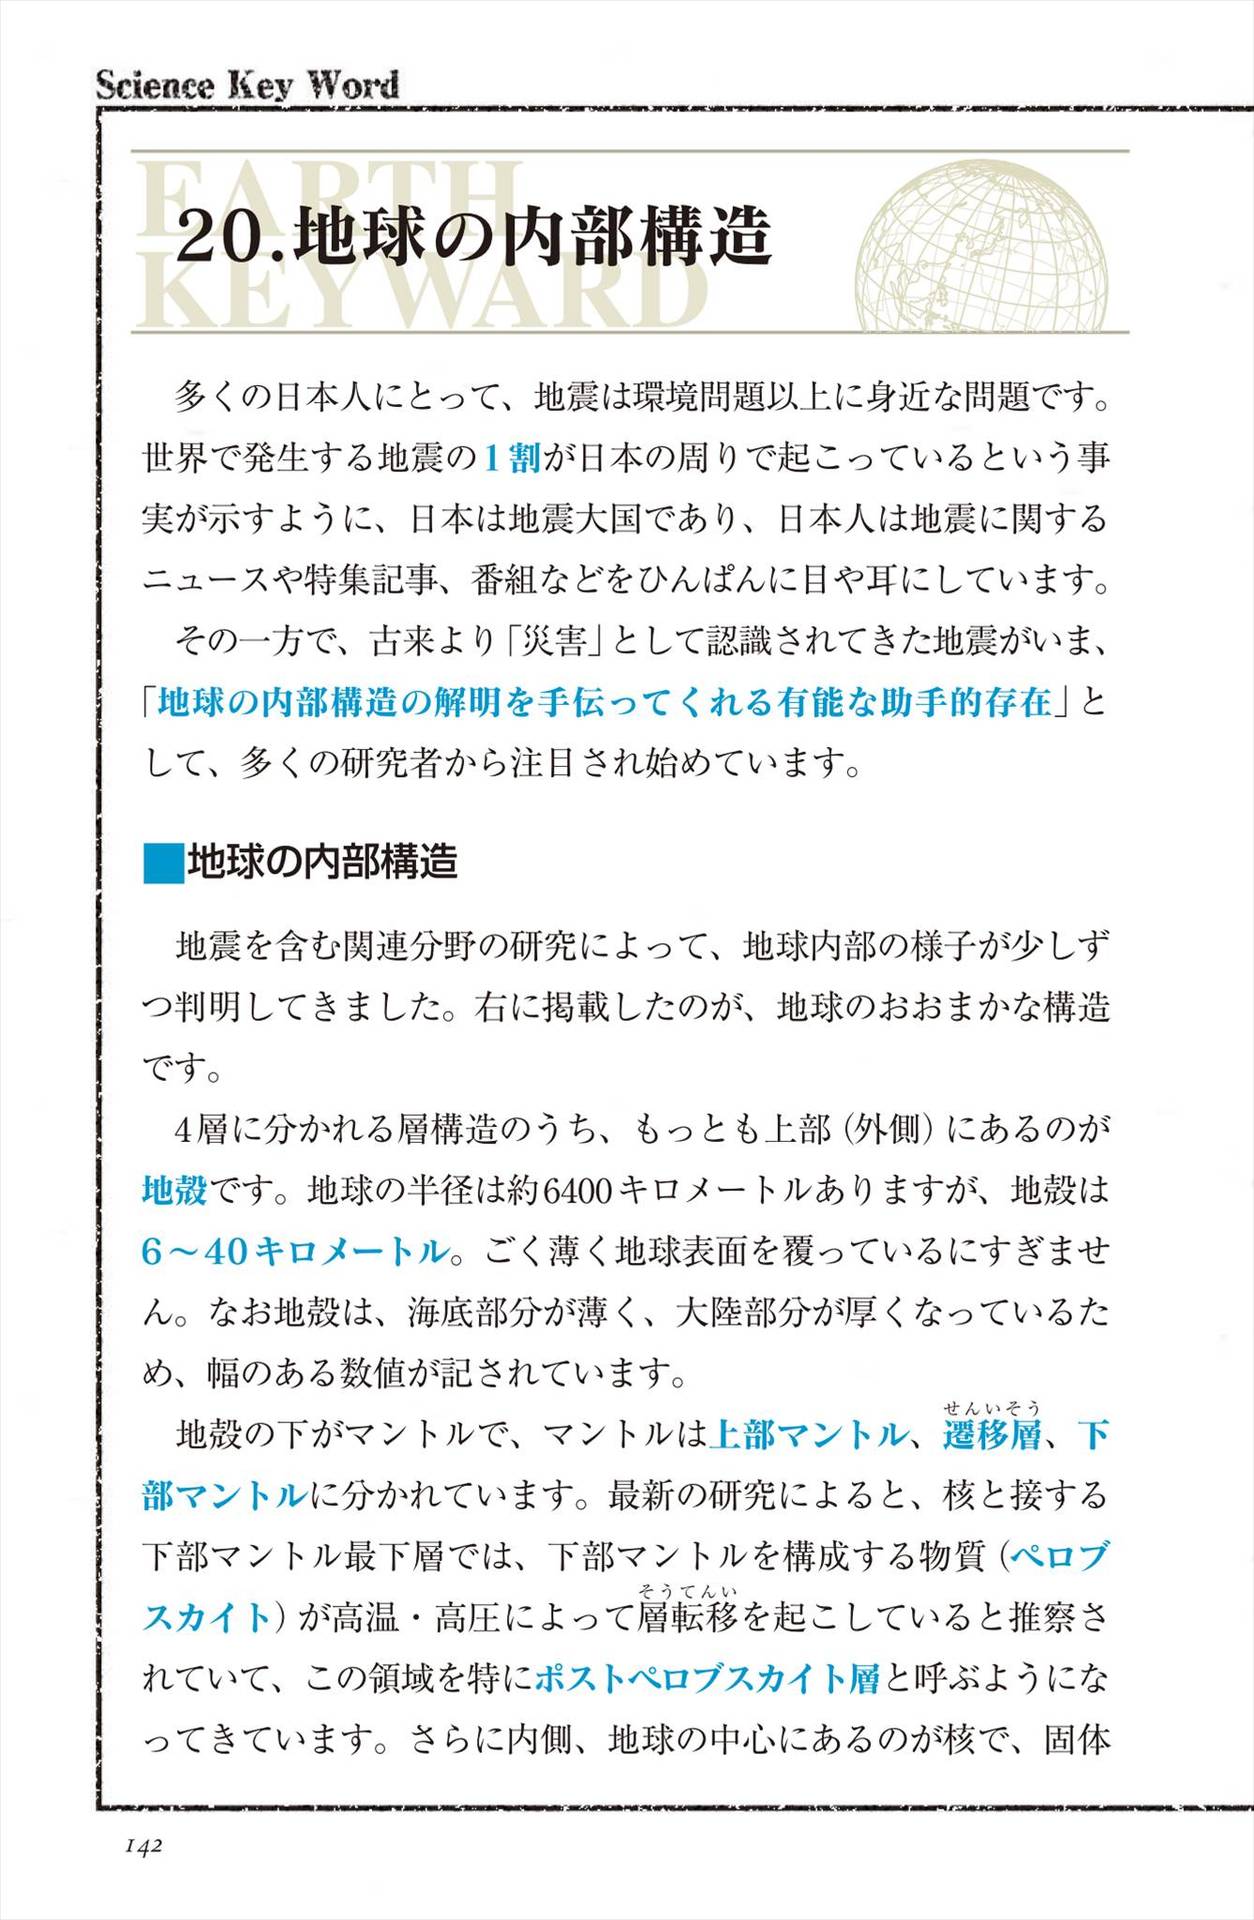 Science Key Word
EARTH
KEYWARD
20.地球の内部構造
多くの日本人にとって、地震は環境問題以上に身近な問題です。
世界で発生する地震の1割が日本の周りで起こっているという事
実が示すように、日本は地震大国であり、日本人は地震に関する
ニュースや特集記事、番組などをひんぱんに目や耳にしています。
その一方で、古来より「災害」として認識されてきた地震がいま、
「地球の内部構造の解明を手伝ってくれる有能な助手的存在」と
して、多くの研究者から注目され始めています。
■地球の内部構造
地震を含む関連分野の研究によって、地球内部の様子が少しず
つ判明してきました。右に掲載したのが、地球のおおまかな構造
です。
4層に分かれる層構造のうち、もっとも上部(外側)にあるのが
地殻です。地球の半径は約6400キロメートルありますが、地殻は
6～40キロメートル。ごく薄く地球表面を覆っているにすぎませ
ん。なお地殻は、海底部分が薄く、大陸部分が厚くなっているた
め、幅のある数値が記されています。
せんいそう
地殻の下がマントルで、マントルは上部マントル、遷移層、下
部マントルに分かれています。最新の研究によると、核と接する
下部マントル最下層では、下部マントルを構成する物質(ペロブ
そうてんい
スカイト)が高温・高圧によって層転移を起こしていると推察さ
れていて、この領域を特にポストペロブスカイト層と呼ぶようにな
ってきています。さらに内側、地球の中心にあるのが核で、固体
142